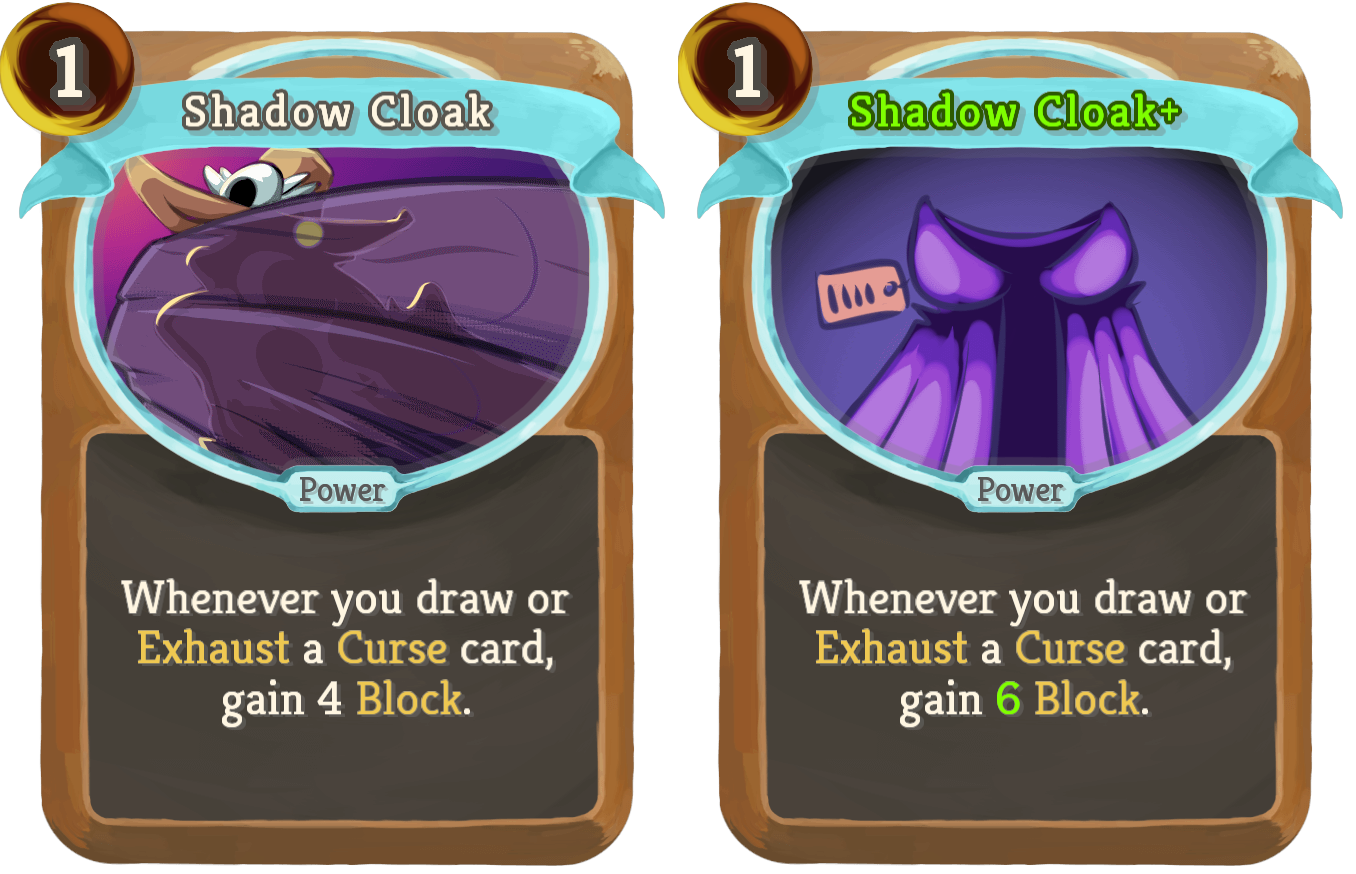 1
Shadow Cloak
Power
Whenever you draw or
Exhaust a Curse card,
gain 4 Block.
1
Shadow Cloak+
Power
Whenever you draw or
Exhaust a Curse card,
gain 6 Block.